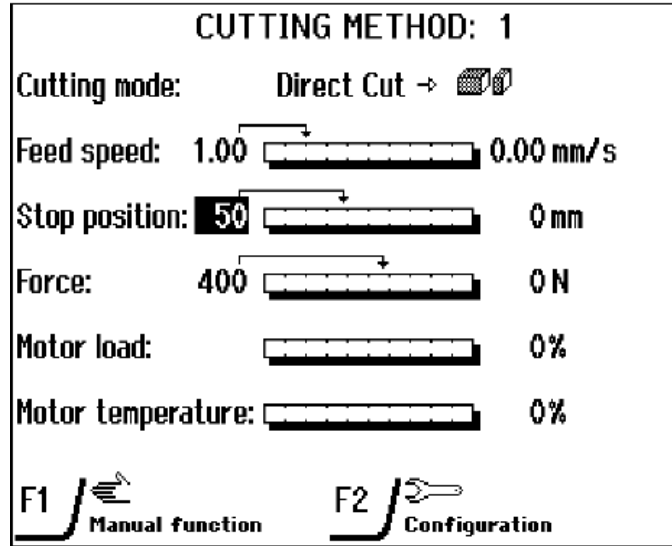 CUTTING METHOD: 1
Cutting mode: Direct Cut →
Feed speed: 1.00 0.00 mm/s
Stop position: 50 0 mm
Force: 400 0 N
Motor load: 0%
Motor temperature: 0%
F1 Manual function F2 Configuration